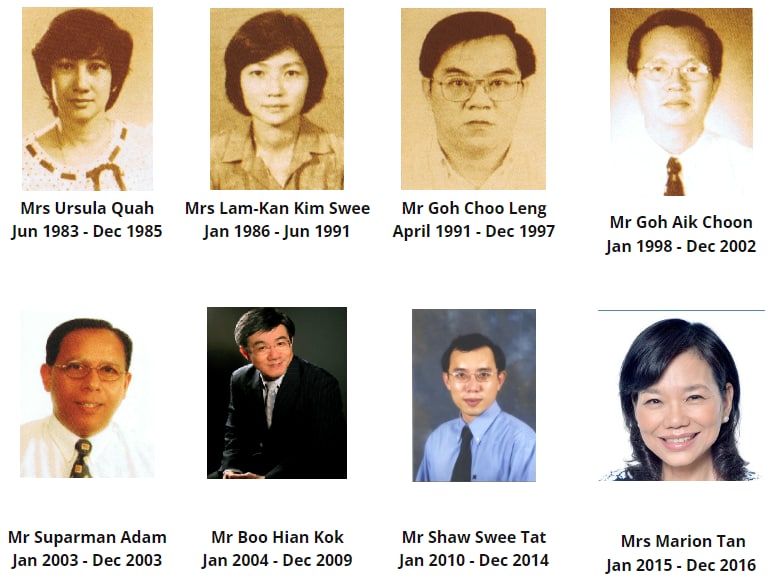 Mrs Ursula Quah
Jun 1983 - Dec 1985
Mrs Lam-Kan Kim Swee
Jan 1986 - Jun 1991
Mr Goh Choo Leng
April 1991 - Dec 1997
Mr Goh Aik Choon
Jan 1998 - Dec 2002
Mr Suparman Adam
Jan 2003 - Dec 2003
Mr Boo Hian Kok
Jan 2004 - Dec 2009
Mr Shaw Swee Tat
Jan 2010 - Dec 2014
Mrs Marion Tan
Jan 2015 - Dec 2016